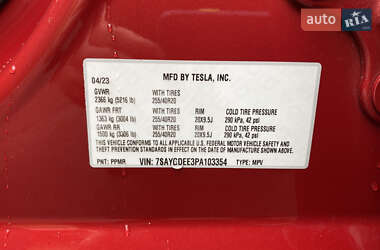 auto RIA.com
04/23
MFD BY TESLA, INC.
GVWR WITH TIRES
2366 kg (5216 lb) 255/40R20
GAWR FRT WITH TIRES RIM COLD TIRE PRESSURE
1363 kg (3004 lb) 255/40R20 20X9.5J 290 kPa, 42 psi
GAWR RR WITH TIRES RIM COLD TIRE PRESSURE
1500 kg (3306 lb) 255/40R20 20X9.5J 290 kPa, 42 psi
THIS VEHICLE CONFORMS TO ALL APPLICABLE U.S. FEDERAL MOTOR VEHICLE SAFETY, BUMPER AND THEFT PREVENTION STANDARDS IN EFFECT ON THE DATE OF MANUFACTURE SHOWN ABOVE.
PNT: PPMR VIN: 7SAYGDEE3PA103354 TYPE: MPV